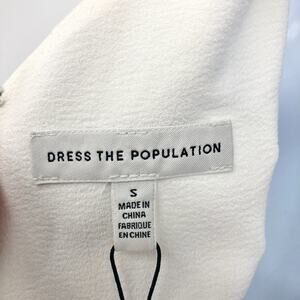 DRESS THE POPULATION
S
MADE IN
CHINA
FABRIQUE
EN CHINE